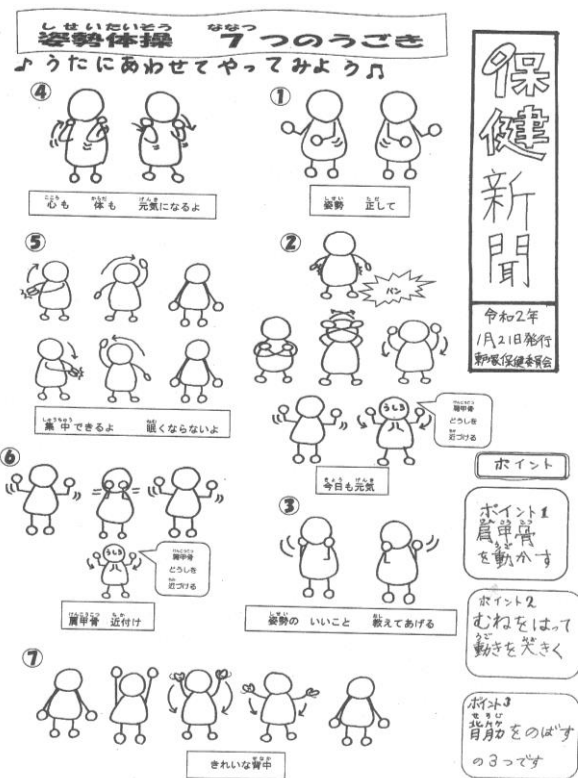 保健新聞
令和2年
1月21日発行
保健委員会
姿勢体操 7つのうごき
しせいたいそう ななつ
♪うたにあわせてやってみよう♫
①
姿勢 正して
しせい ただ
②
パン
うしろ
肩甲骨
けんこうこつ
どうしを
近づける
ちか
今日も元気
きょう げんき
③
姿勢の いいこと 教えてあげる
しせい おし
④
心も 体も 元気になるよ
こころ からだ げんき
⑤
集中できるよ 眠くならないよ
しゅうちゅう ねむ
⑥
うしろ
肩甲骨
けんこうこつ
どうしを
近づける
ちか
肩甲骨 近付け
けんこうこつ ちか
⑦
きれいな背中
せなか
ポイント
ポイント1
肩甲骨
を動かす
うご
ポイント2
むねをはって
動きを大きく
うご
ポイント3
背筋をのばす
の3つです